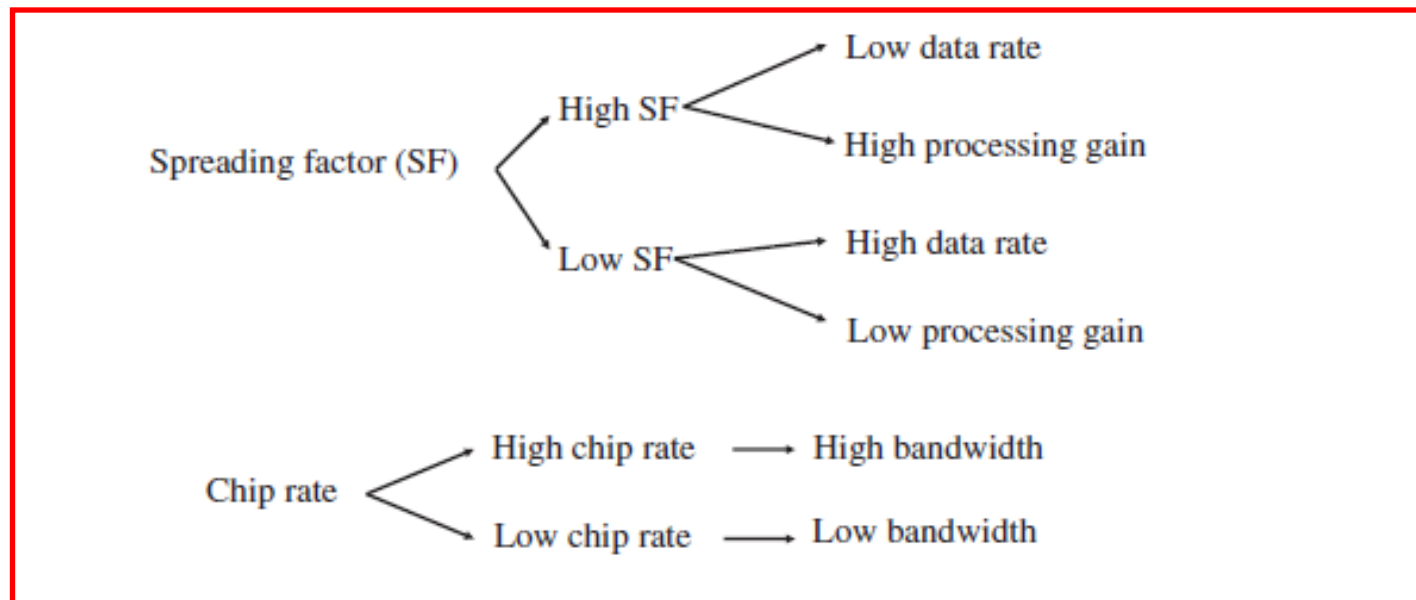 Low data rate
High SF
High processing gain
Spreading factor (SF)
High data rate
Low SF
Low processing gain
High chip rate
High bandwidth
Chip rate
Low chip rate
Low bandwidth